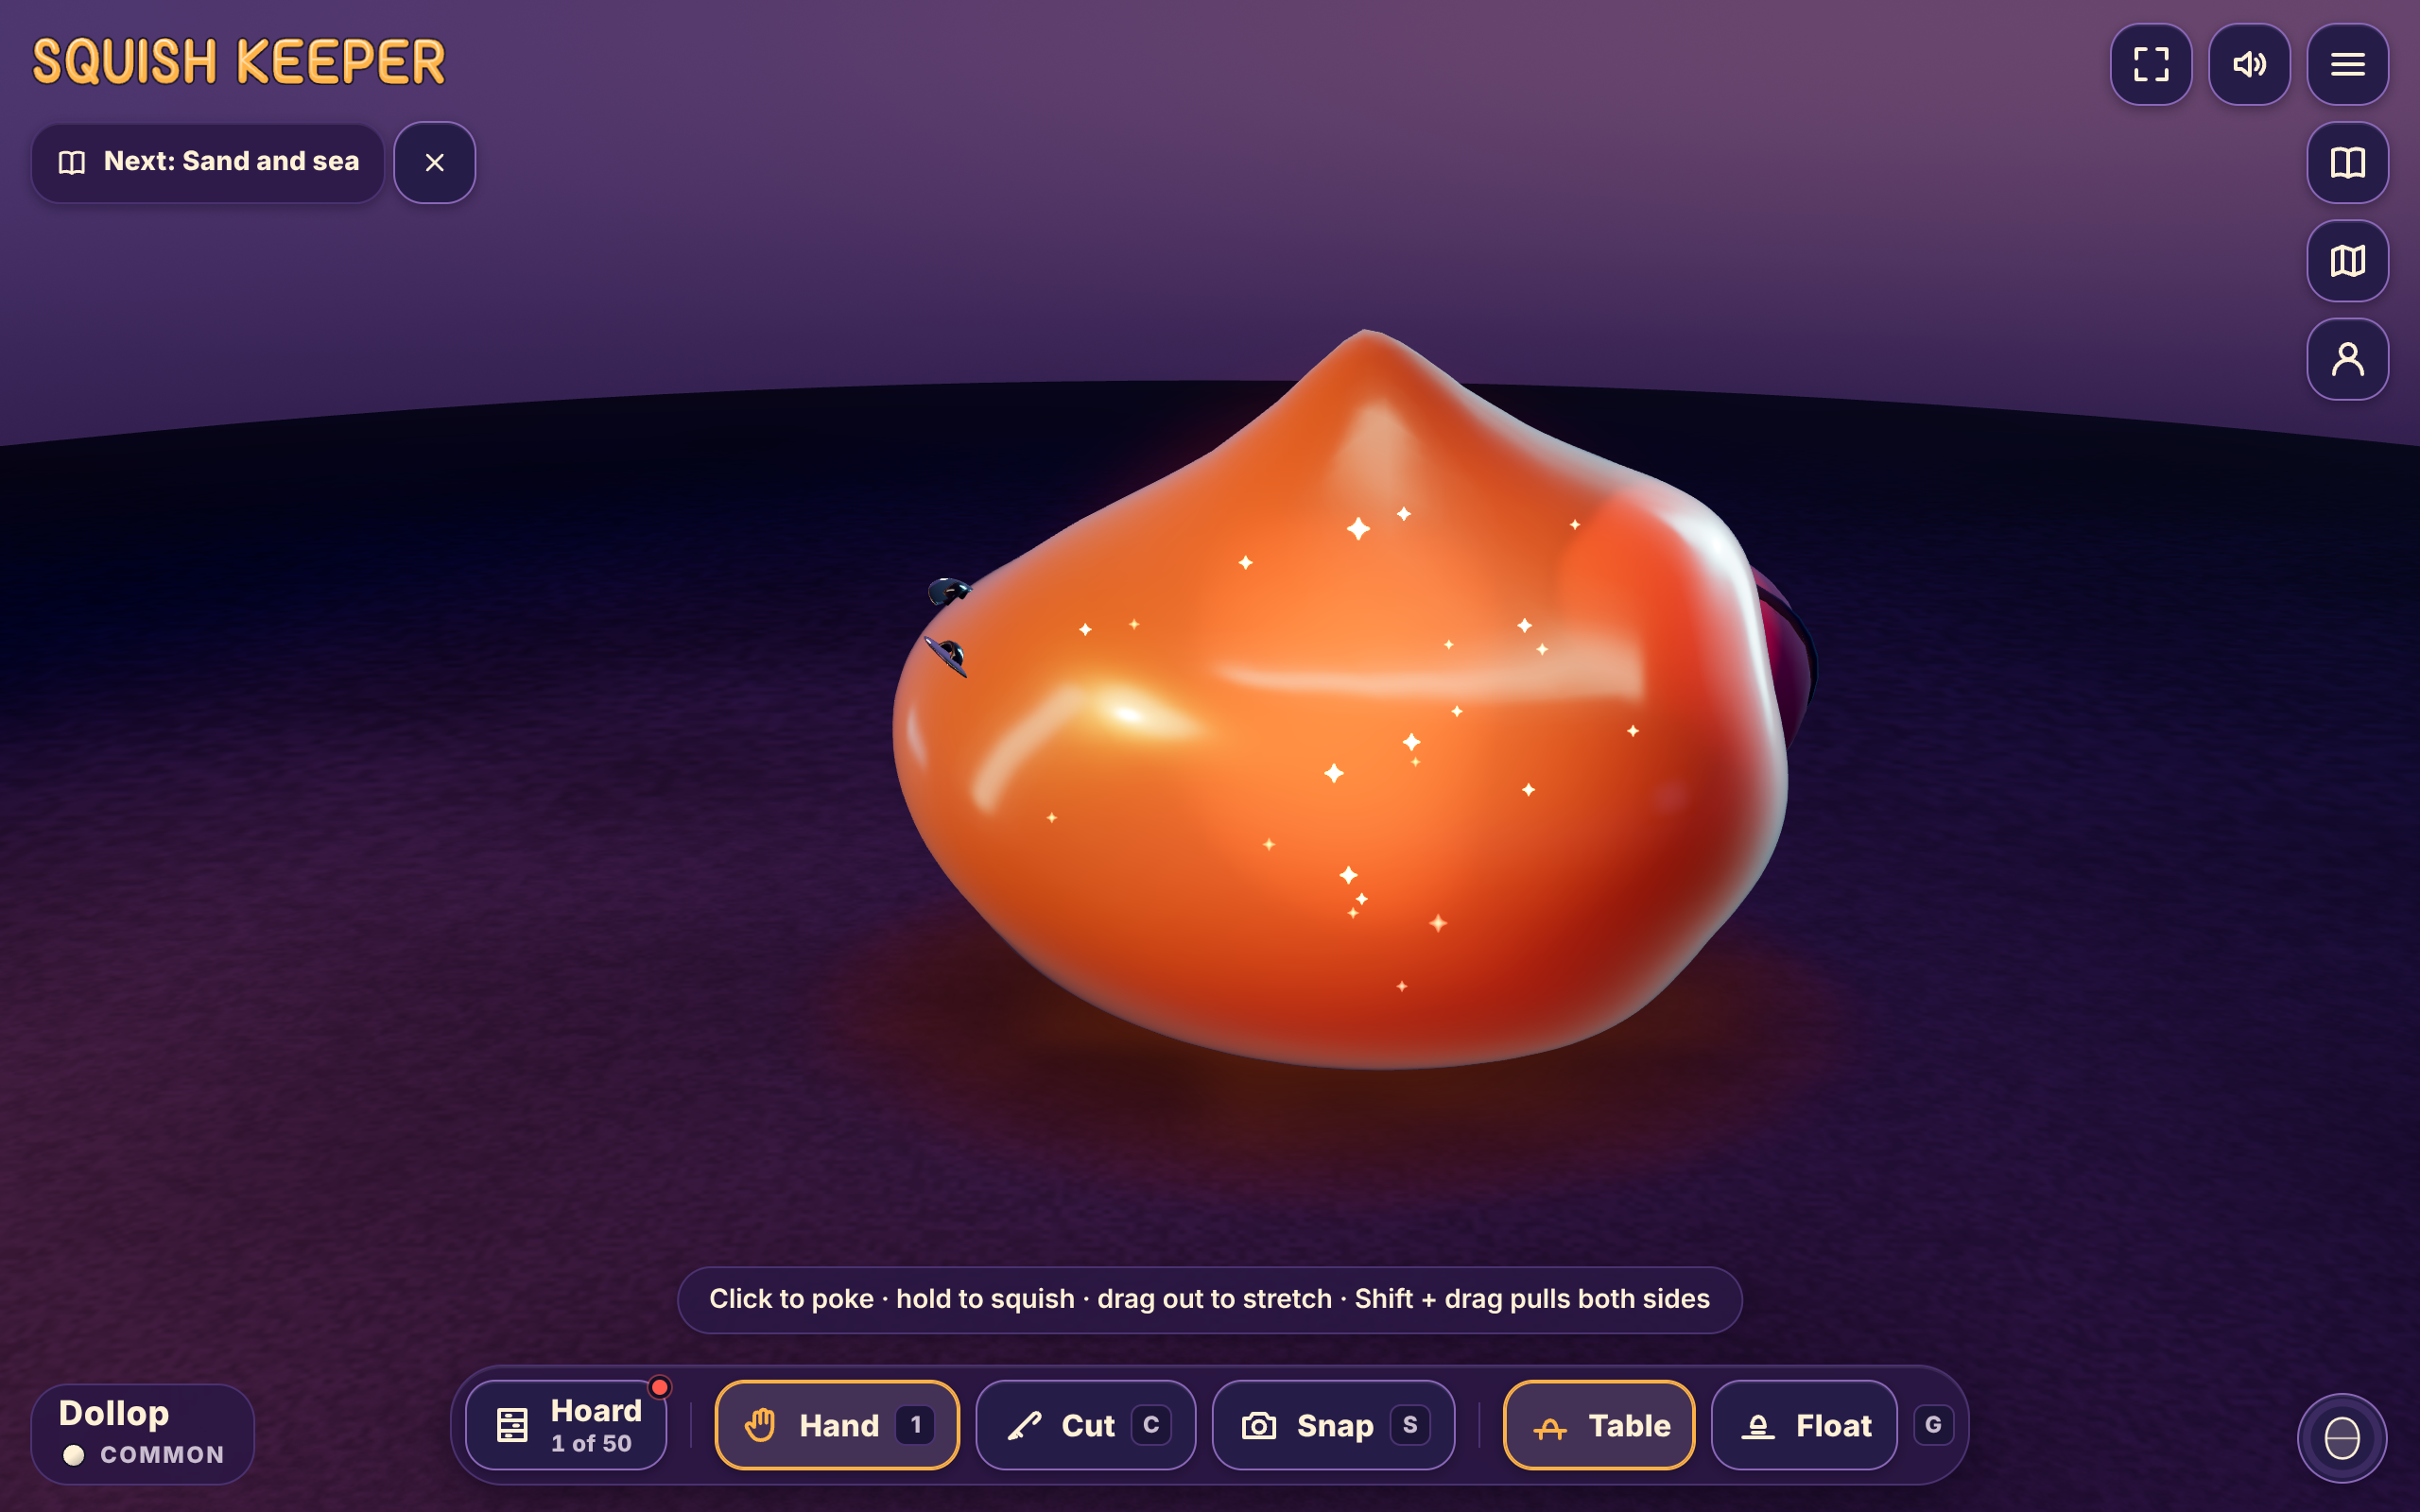 SQUISH KEEPER
Next: Sand and sea
Click to poke · hold to squish · drag out to stretch · Shift + drag pulls both sides
Dollop
COMMON
Hoard
1 of 50
Hand 1
Cut C
Snap S
Table
Float G